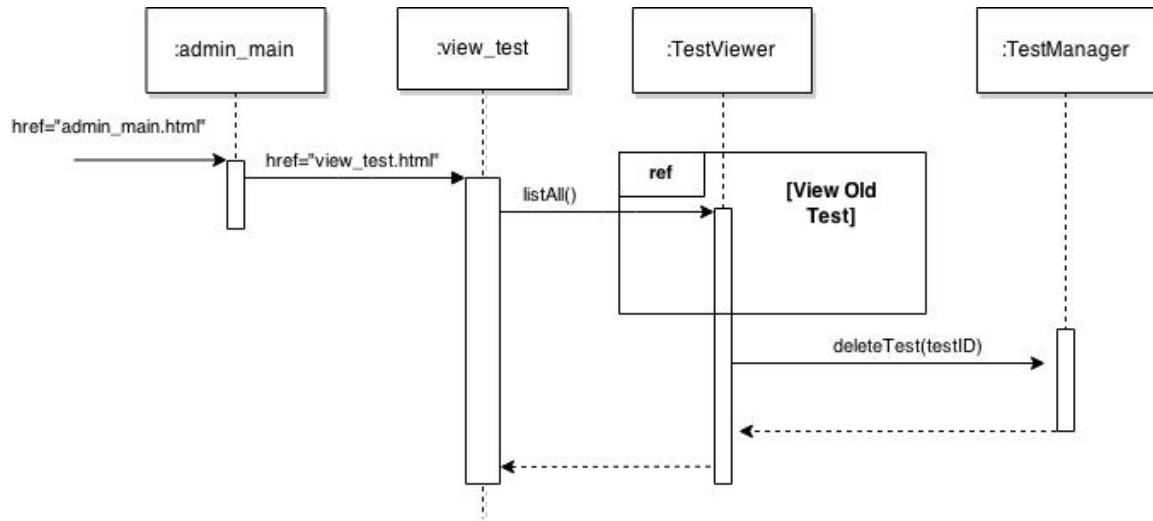 :admin_main
:view_test
:TestViewer
:TestManager
href="admin_main.html"
href="view_test.html"
ref
[View Old
Test]
listAll()
deleteTest(testID)